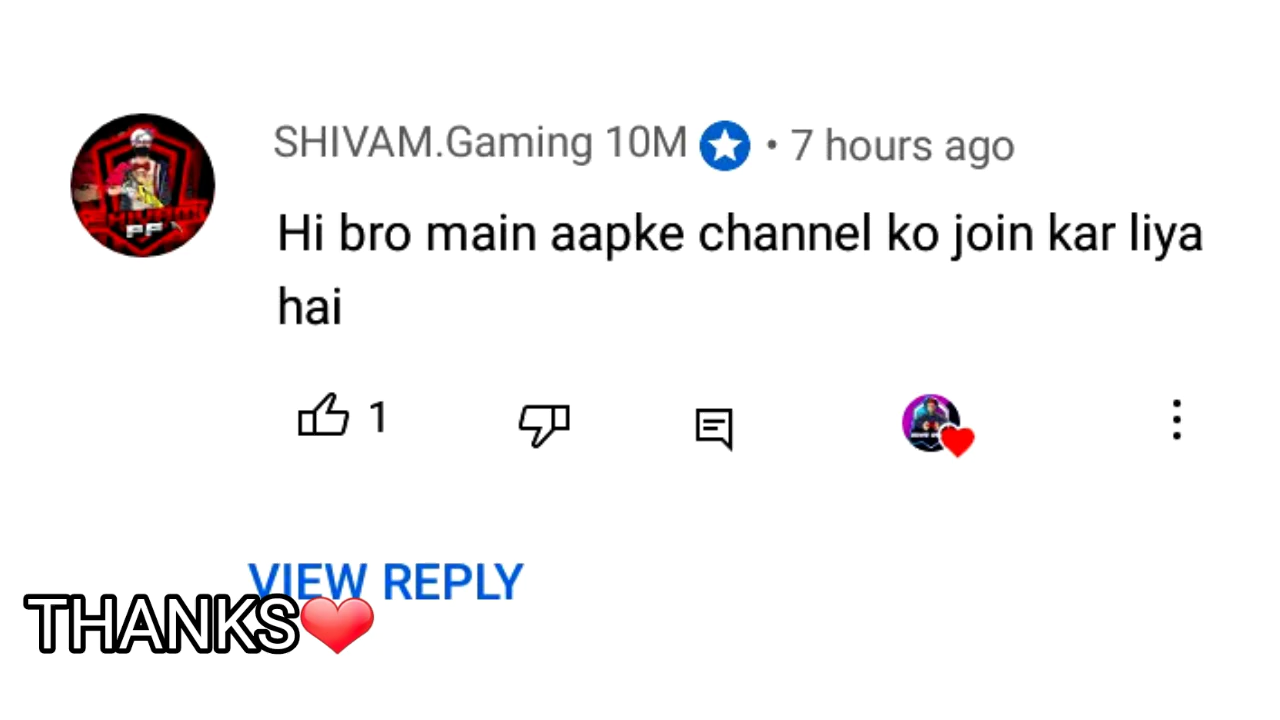 SHIVAM.Gaming 10M • 7 hours ago
Hi bro main aapke channel ko join kar liya
hai
1
VIEW REPLY
THANKS❤️